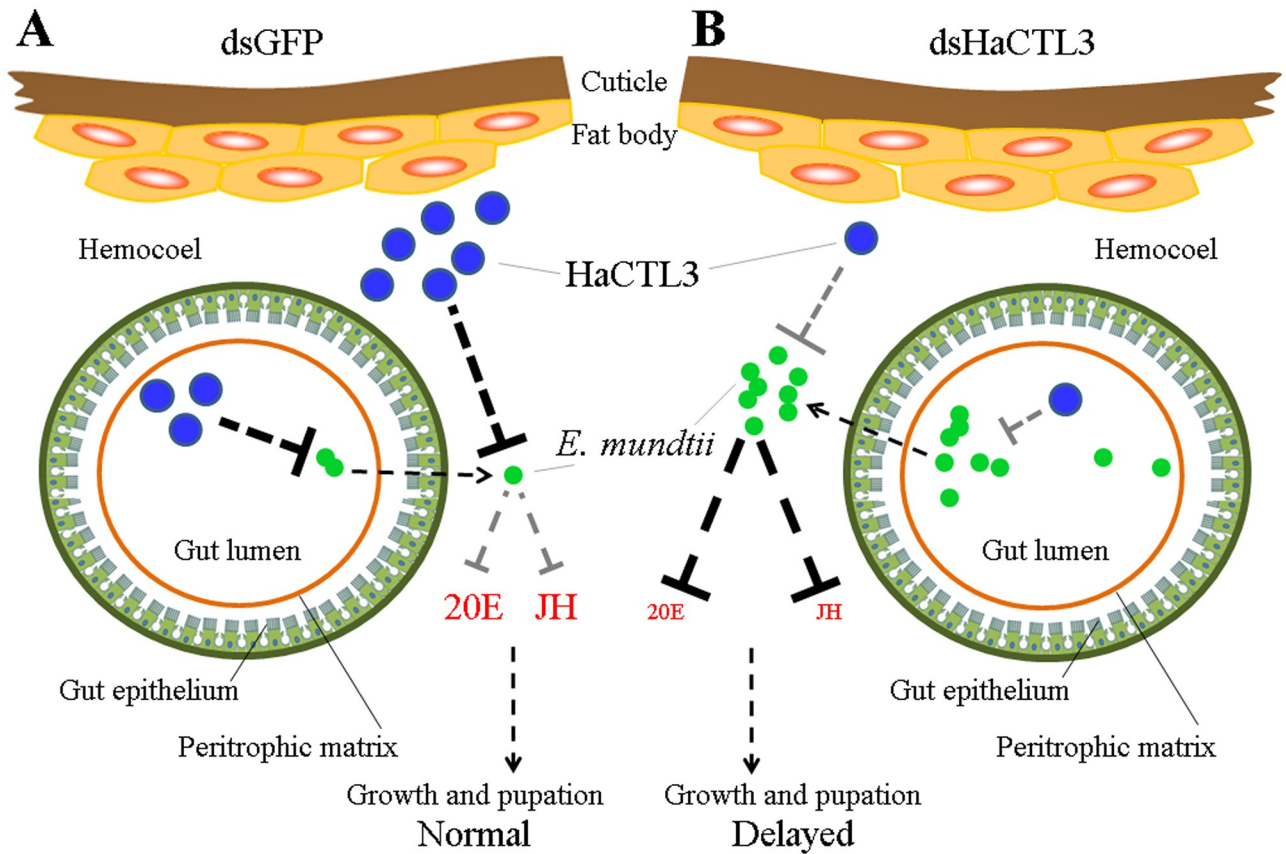 A
dsGFP
B
dsHaCTL3
Cuticle
Fat body
Hemocoel
HaCTL3
Hemocoel
E. mundtii
Gut lumen
Gut lumen
20E
JH
20E
JH
Gut epithelium
Gut epithelium
Peritrophic matrix
Peritrophic matrix
Growth and pupation
Normal
Growth and pupation
Delayed